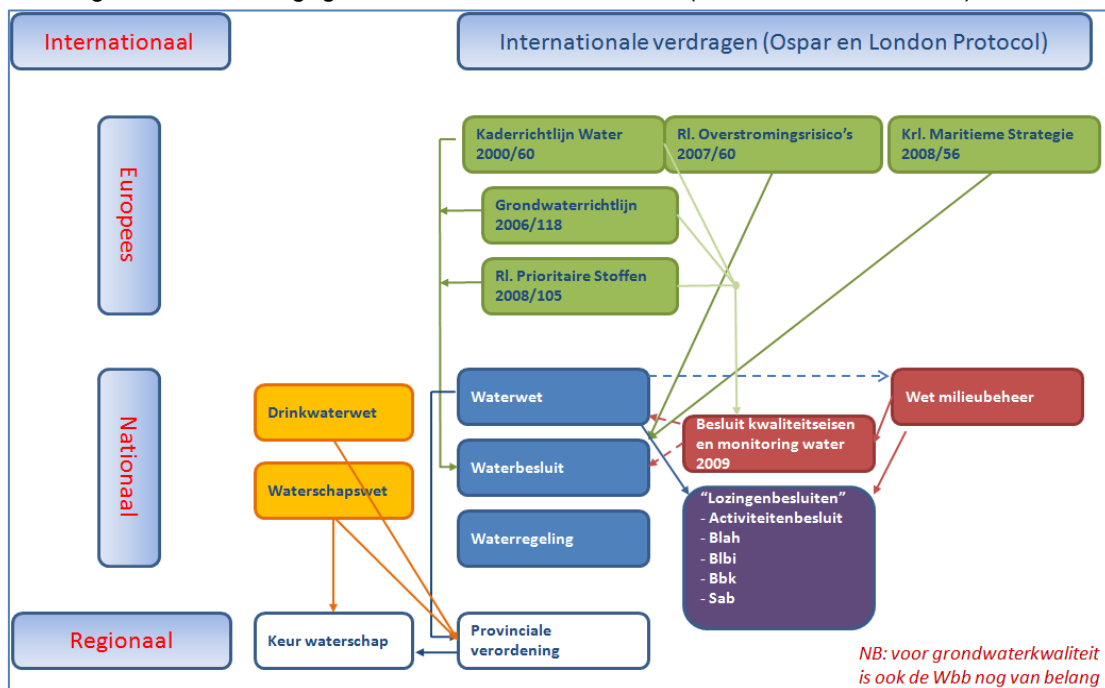 Internationaal
Internationale verdragen (Ospar en London Protocol)
Europees
Kaderrichtlijn Water
2000/60
Rl. Overstromingsrisico's
2007/60
Krl. Maritieme Strategie
2008/56
Grondwaterrichtlijn
2006/118
Rl. Prioritaire Stoffen
2008/105
Nationaal
Drinkwaterwet
Waterschapswet
Waterwet
Waterbesluit
Waterregeling
Besluit kwaliteitseisen
en monitoring water
2009
Wet milieubeheer
“Lozingenbesluiten”
- Activiteitenbesluit
- Blah
- Blbi
- Bbk
- Sab
Regionaal
Keur waterschap
Provinciale
verordening
NB: voor grondwaterkwaliteit
is ook de Wbb nog van belang